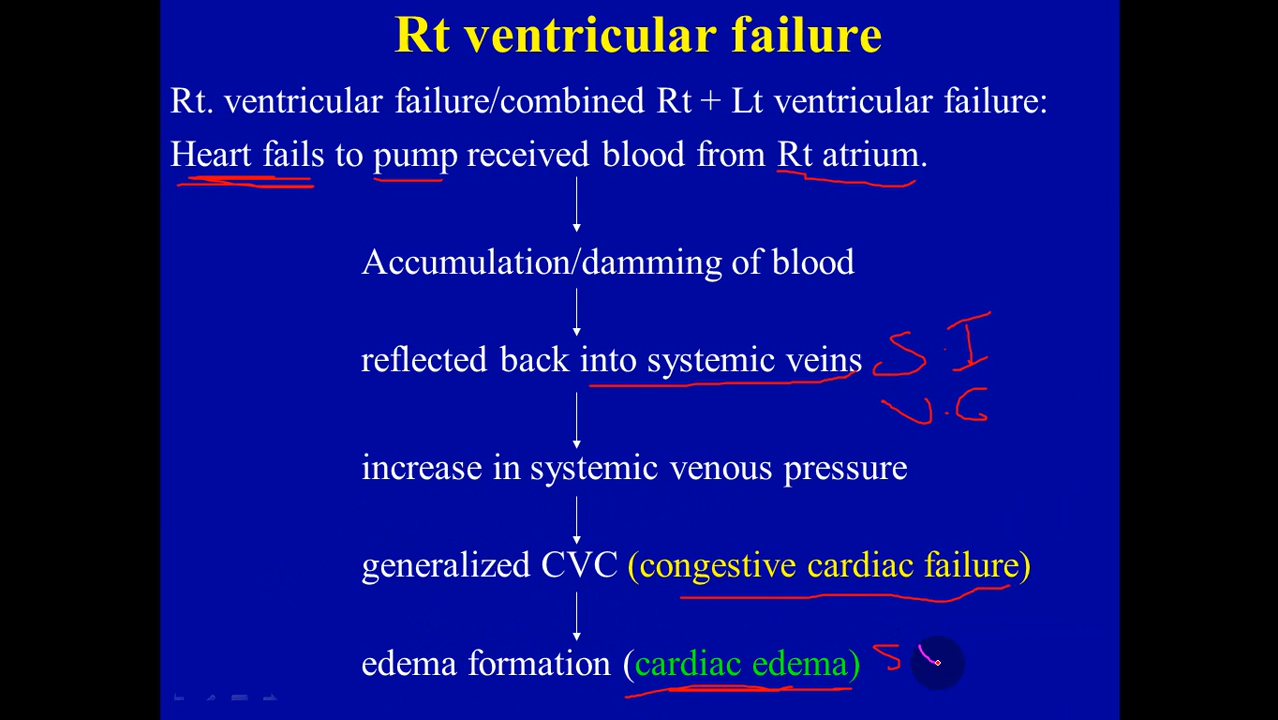 Rt ventricular failure
Rt. ventricular failure/combined Rt + Lt ventricular failure:
Heart fails to pump received blood from Rt atrium.
Accumulation/damming of blood
reflected back into systemic veins S.I
V.C
increase in systemic venous pressure
generalized CVC (congestive cardiac failure)
edema formation (cardiac edema) S